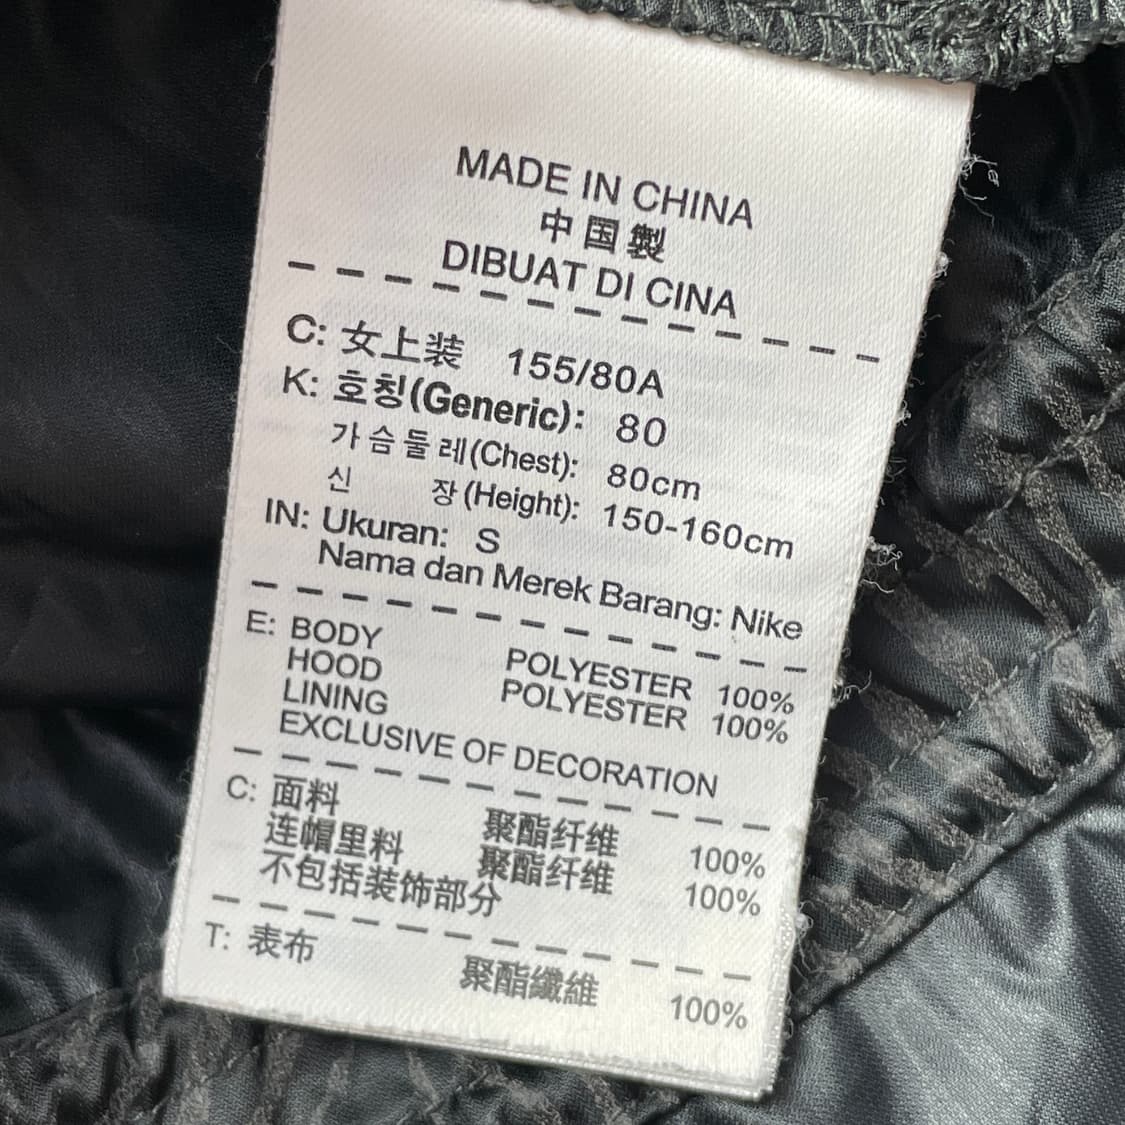 MADE IN CHINA
中国製
DIBUAT DI CINA
C: 女上装 155/80A
K: 호칭(Generic): 80
가슴둘레(Chest): 80cm
신 장(Height): 150-160cm
IN: Ukuran: S
Nama dan Merek Barang: Nike
E: BODY POLYESTER 100%
HOOD POLYESTER 100%
LINING
EXCLUSIVE OF DECORATION
C: 面料 聚酯纤维 100%
连帽里料 聚酯纤维 100%
不包括装饰部分
T: 表布 聚酯纖維 100%